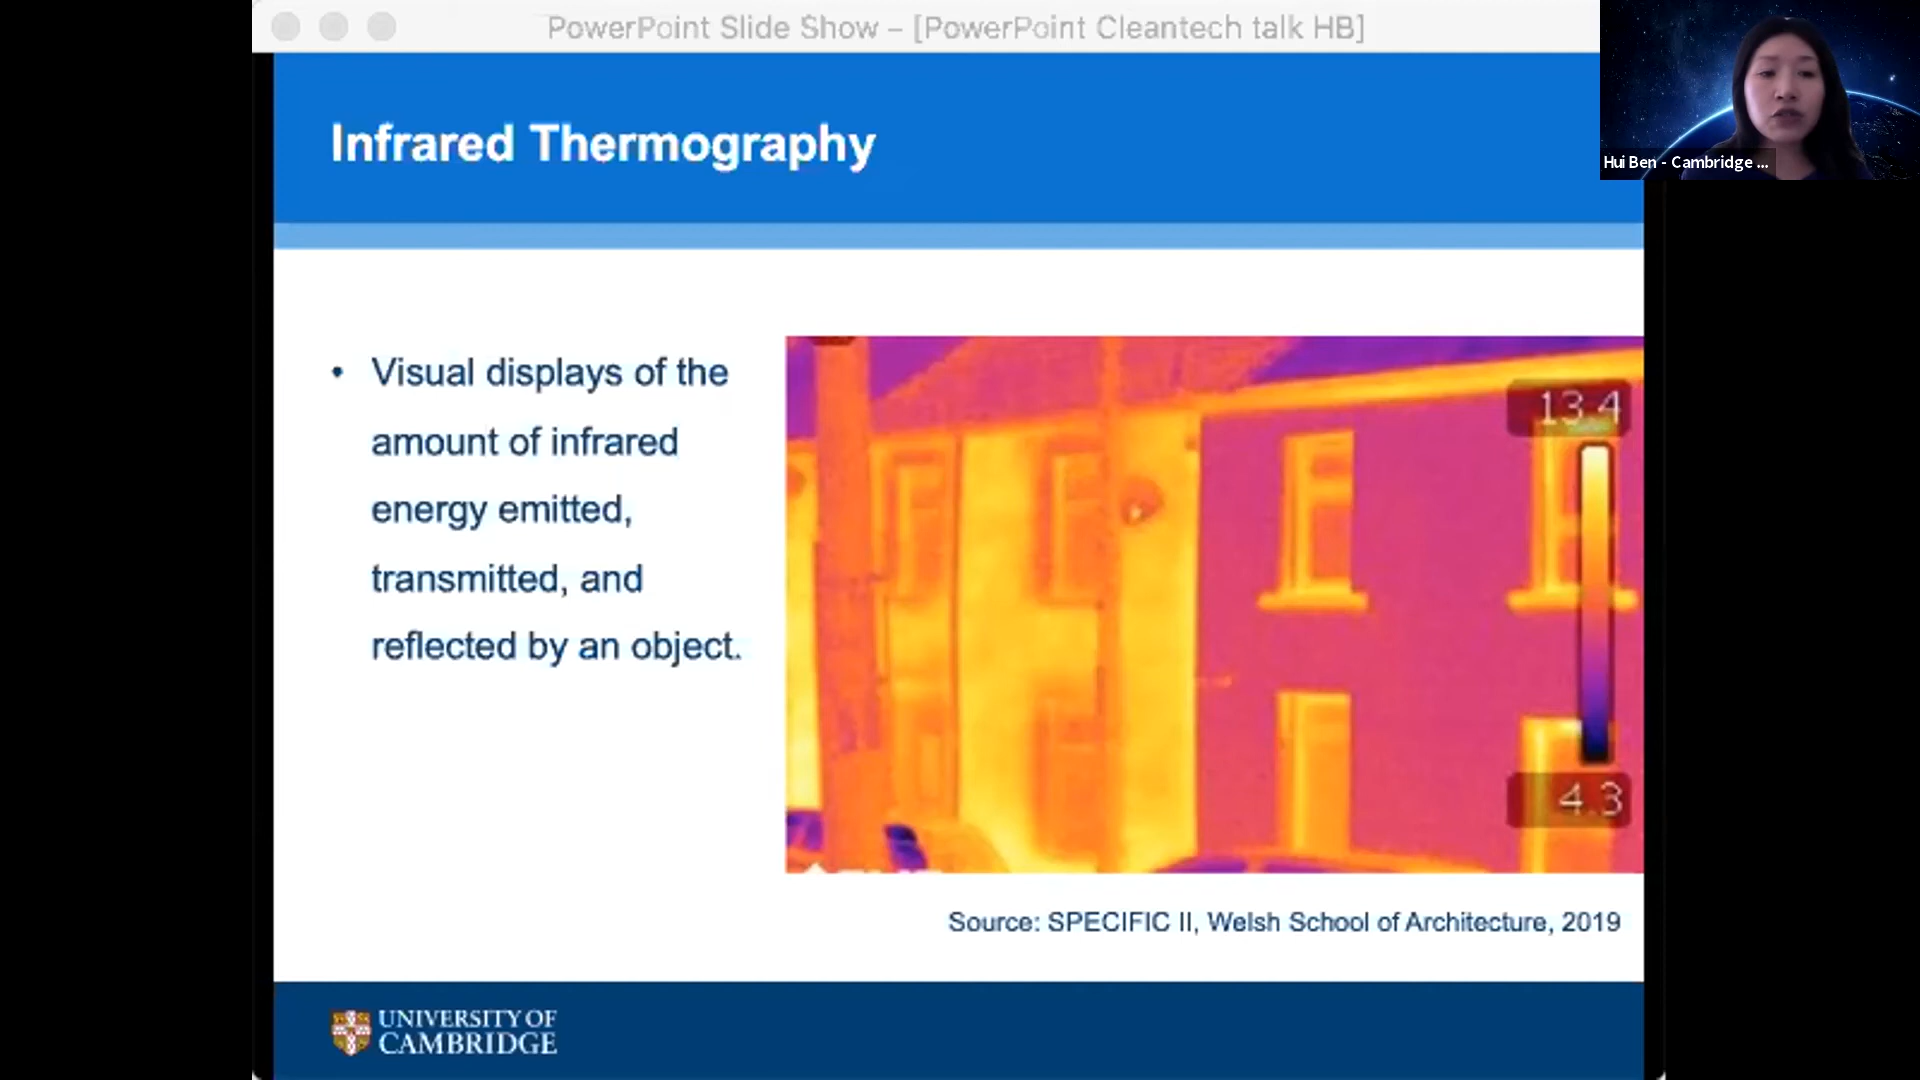 PowerPoint Slide Show – [PowerPoint Cleantech talk HB]
Hui Ben - Cambridge ...
Infrared Thermography
• Visual displays of the
amount of infrared
energy emitted,
transmitted, and
reflected by an object.
13.4
4.3
Source: SPECIFIC II, Welsh School of Architecture, 2019
UNIVERSITY OF
CAMBRIDGE